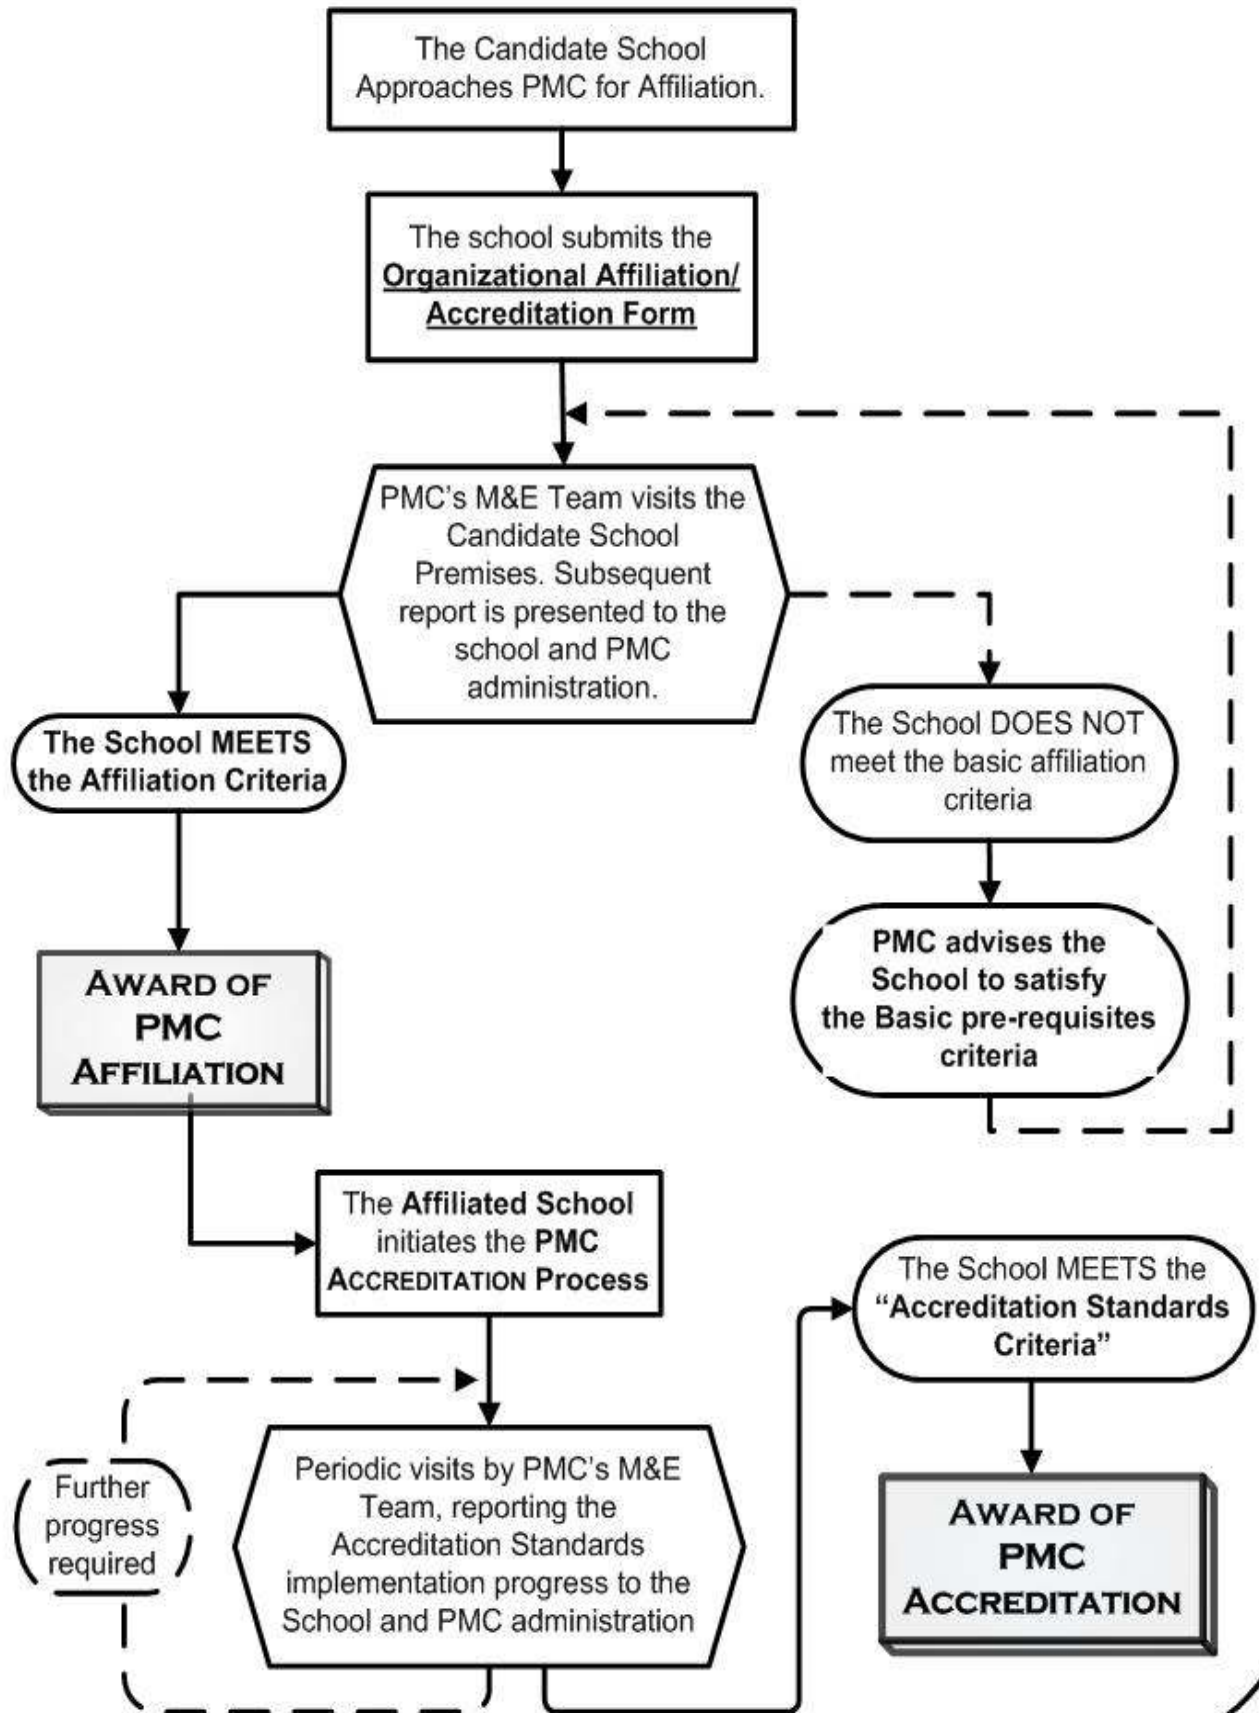 The Candidate School
Approaches PMC for Affiliation.
The school submits the
Organizational Affiliation/
Accreditation Form
PMC's M&E Team visits the
Candidate School
Premises. Subsequent
report is presented to the
school and PMC
administration.
The School MEETS
the Affiliation Criteria
The School DOES NOT
meet the basic affiliation
criteria
PMC advises the
School to satisfy
the Basic pre-requisites
criteria
AWARD OF
PMC
AFFILIATION
The Affiliated School
initiates the PMC
ACCREDITATION Process
The School MEETS the
“Accreditation Standards
Criteria”
Further
progress
required
Periodic visits by PMC's M&E
Team, reporting the
Accreditation Standards
implementation progress to the
School and PMC administration
AWARD OF
PMC
ACCREDITATION